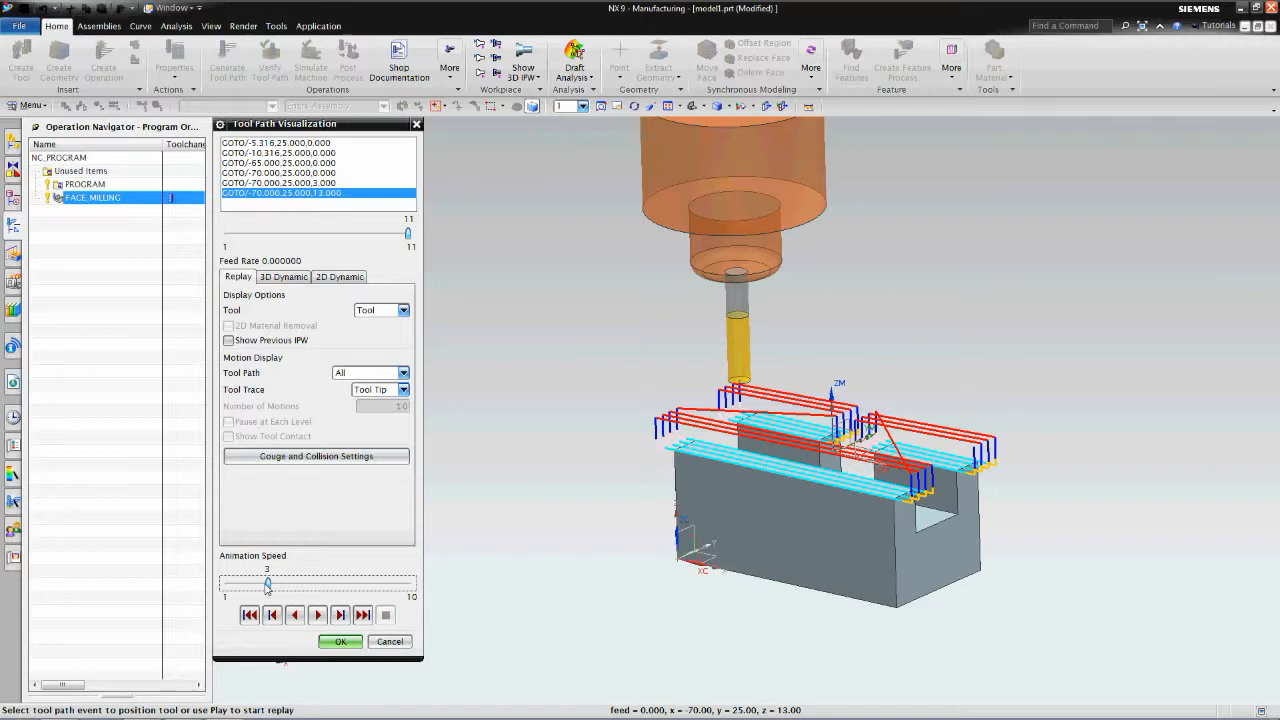 Window
NX 9 - Manufacturing - [model1.prt (Modified) ]
SIEMENS
File
Home
Assemblies
Curve
Analysis
View
Render
Tools
Application
Find a Command
Tutorials
Create Tool
Create Geometry
Create Operation
Properties
Generate Tool Path
Verify Tool Path
Simulate Machine
Post Process
Shop Documentation
More
Show 3D IPW
Draft Analysis
Point
Extract Geometry
Move Face
Offset Region
Replace Face
Delete Face
More
Find Features
Create Feature Process
More
Part Material
Insert
Actions
Operations
Workpiece
Analysis
Geometry
Synchronous Modeling
Feature
Tools
Menu
Entire Assembly
1
Operation Navigator - Program Or...
Name
Toolchang
NC_PROGRAM
Unused Items
PROGRAM
FACE_MILLING
Tool Path Visualization
GOTO/-5.316,25.000,0.000
GOTO/-10.316,25.000,0.000
GOTO/-65.000,25.000,0.000
GOTO/-70.000,25.000,0.000
GOTO/-70.000,25.000,3.000
GOTO/-70.000,25.000,13.000
11
1
11
Feed Rate 0.000000
Replay
3D Dynamic
2D Dynamic
Display Options
Tool
Tool
2D Material Removal
Show Previous IPW
Motion Display
Tool Path
All
Tool Trace
Tool Tip
Number of Motions
10
Pause at Each Level
Show Tool Contact
Gouge and Collision Settings
Animation Speed
3
1
10
OK
Cancel
ZM
Y
XC
Select tool path event to position tool or use Play to start replay
feed = 0.000, x = -70.00, y = 25.00, z = 13.00